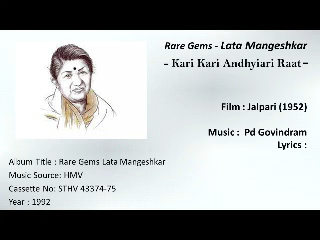 Rare Gems - Lata Mangeshkar
- Kari Kari Andhyiari Raat-
Film : Jalpari (1952)
Music : Pd Govindram
Lyrics :
Album Title : Rare Gems Lata Mangeshkar
Music Source: HMV
Cassette No: STHV 43374-75
Year : 1992